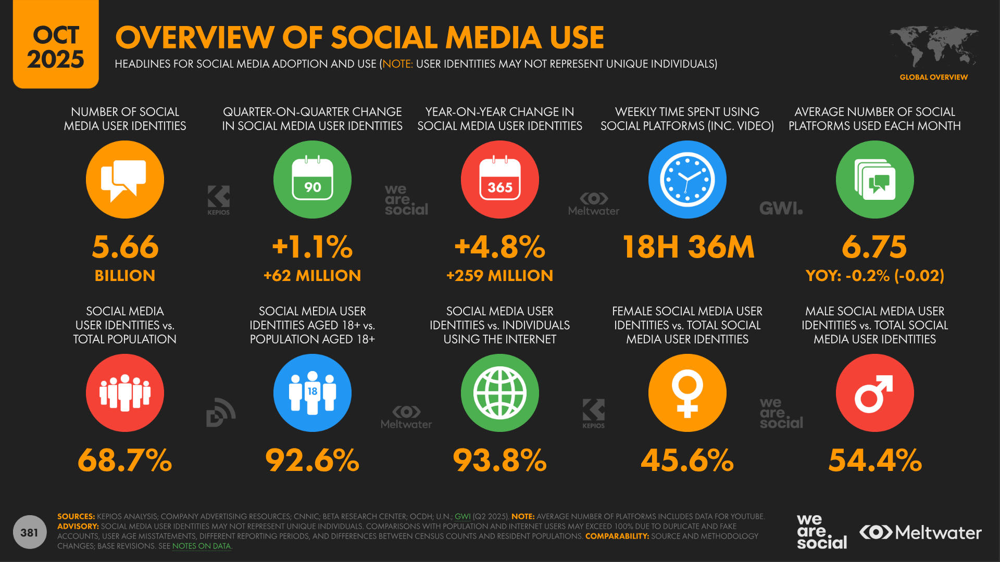 OCT
2025
OVERVIEW OF SOCIAL MEDIA USE
HEADLINES FOR SOCIAL MEDIA ADOPTION AND USE (NOTE: USER IDENTITIES MAY NOT REPRESENT UNIQUE INDIVIDUALS)
GLOBAL OVERVIEW
NUMBER OF SOCIAL
MEDIA USER IDENTITIES
5.66
BILLION
QUARTER-ON-QUARTER CHANGE
IN SOCIAL MEDIA USER IDENTITIES
90
+1.1%
+62 MILLION
YEAR-ON-YEAR CHANGE IN
SOCIAL MEDIA USER IDENTITIES
365
+4.8%
+259 MILLION
WEEKLY TIME SPENT USING
SOCIAL PLATFORMS (INC. VIDEO)
18H 36M
AVERAGE NUMBER OF SOCIAL
PLATFORMS USED EACH MONTH
6.75
YOY: -0.2% (-0.02)
KEPIOS
we
are.
social
Meltwater
GWI.
SOCIAL MEDIA
USER IDENTITIES vs.
TOTAL POPULATION
68.7%
SOCIAL MEDIA USER
IDENTITIES AGED 18+ vs.
POPULATION AGED 18+
18
92.6%
SOCIAL MEDIA USER
IDENTITIES vs. INDIVIDUALS
USING THE INTERNET
93.8%
FEMALE SOCIAL MEDIA USER
IDENTITIES vs. TOTAL SOCIAL
MEDIA USER IDENTITIES
45.6%
MALE SOCIAL MEDIA USER
IDENTITIES vs. TOTAL SOCIAL
MEDIA USER IDENTITIES
54.4%
Meltwater
KEPIOS
we
are.
social
381
SOURCES: KEPIOS ANALYSIS; COMPANY ADVERTISING RESOURCES; CNNIC; BETA RESEARCH CENTER; OCDH; U.N.; GWI (Q2 2025). NOTE: AVERAGE NUMBER OF PLATFORMS INCLUDES DATA FOR YOUTUBE.
ADVISORY: SOCIAL MEDIA USER IDENTITIES MAY NOT REPRESENT UNIQUE INDIVIDUALS. COMPARISONS WITH POPULATION AND INTERNET USERS MAY EXCEED 100% DUE TO DUPLICATE AND FAKE
ACCOUNTS, USER AGE MISSTATEMENTS, DIFFERENT REPORTING PERIODS, AND DIFFERENCES BETWEEN CENSUS COUNTS AND RESIDENT POPULATIONS. COMPARABILITY: SOURCE AND METHODOLOGY
CHANGES; BASE REVISIONS. SEE NOTES ON DATA.
we
are.
social
Meltwater